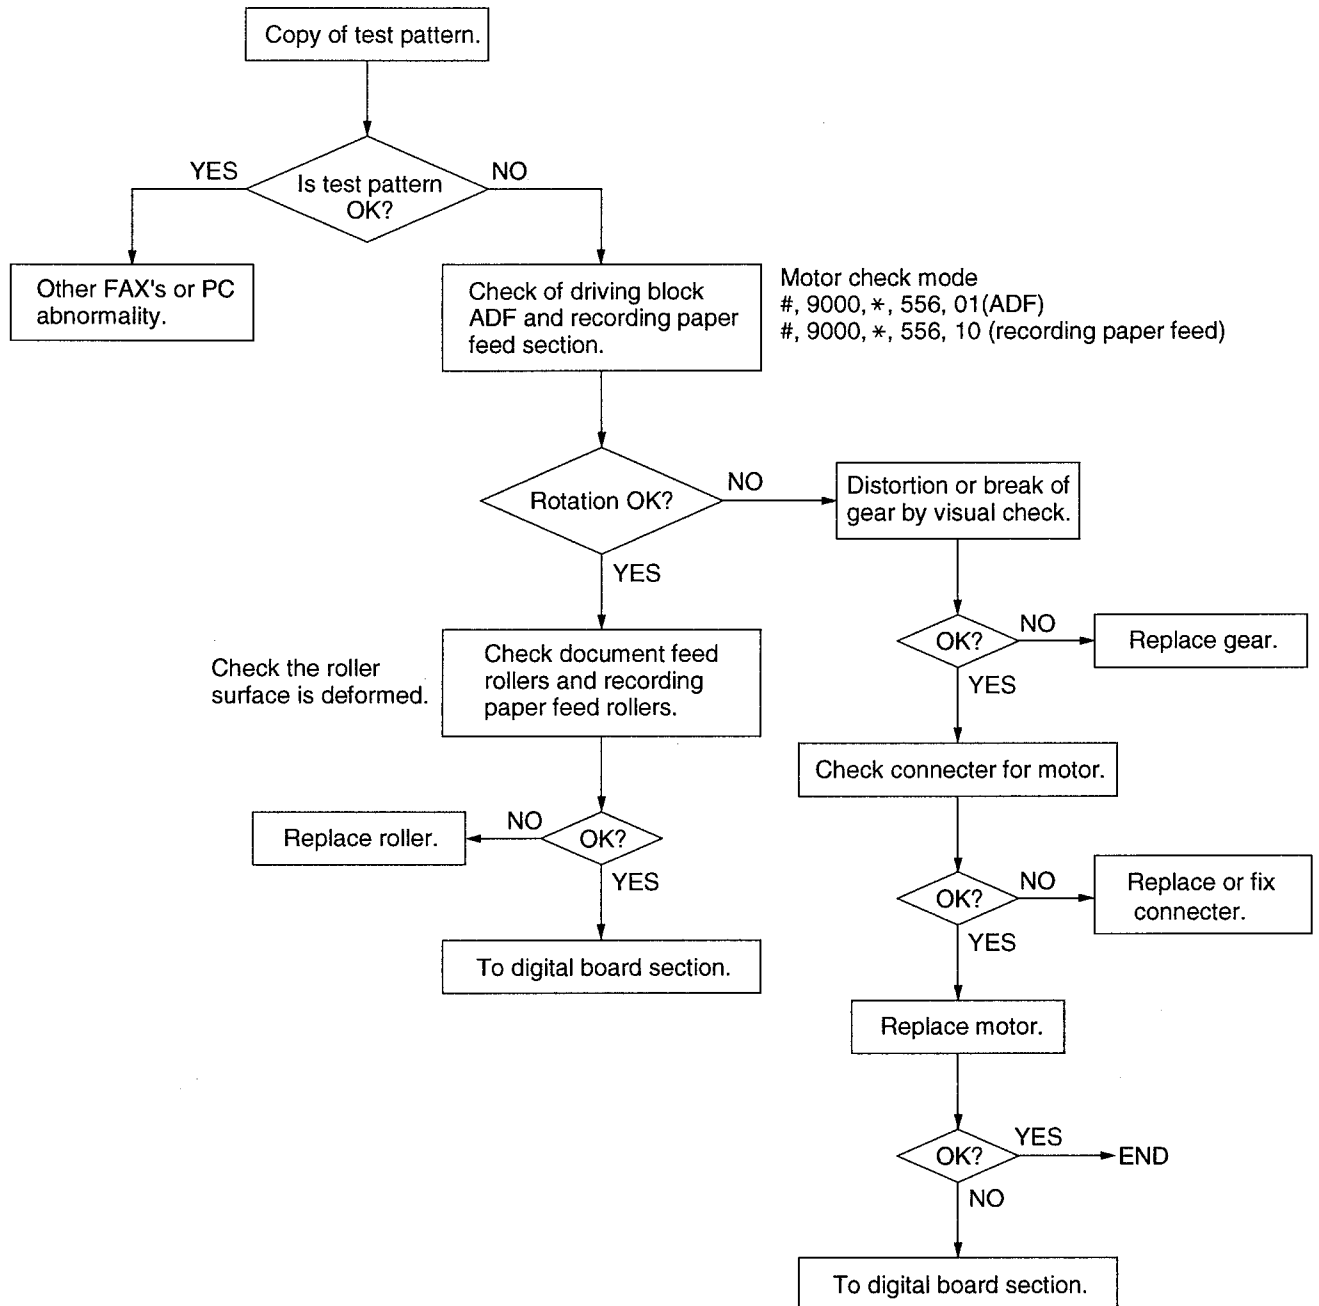 Copy of test pattern.
YES
NO
Is test pattern
OK?
Other FAX's or PC
abnormality.
Check of driving block
ADF and recording paper
feed section.
Motor check mode
#, 9000, *, 556, 01(ADF)
#, 9000, *, 556, 10 (recording paper feed)
Rotation OK?
NO
Distortion or break of
gear by visual check.
YES
OK?
NO
Replace gear.
YES
Check the roller
surface is deformed.
Check document feed
rollers and recording
paper feed rollers.
Check connecter for motor.
Replace roller.
NO
OK?
YES
OK?
NO
Replace or fix
connecter.
YES
To digital board section.
Replace motor.
OK?
YES
END
NO
To digital board section.